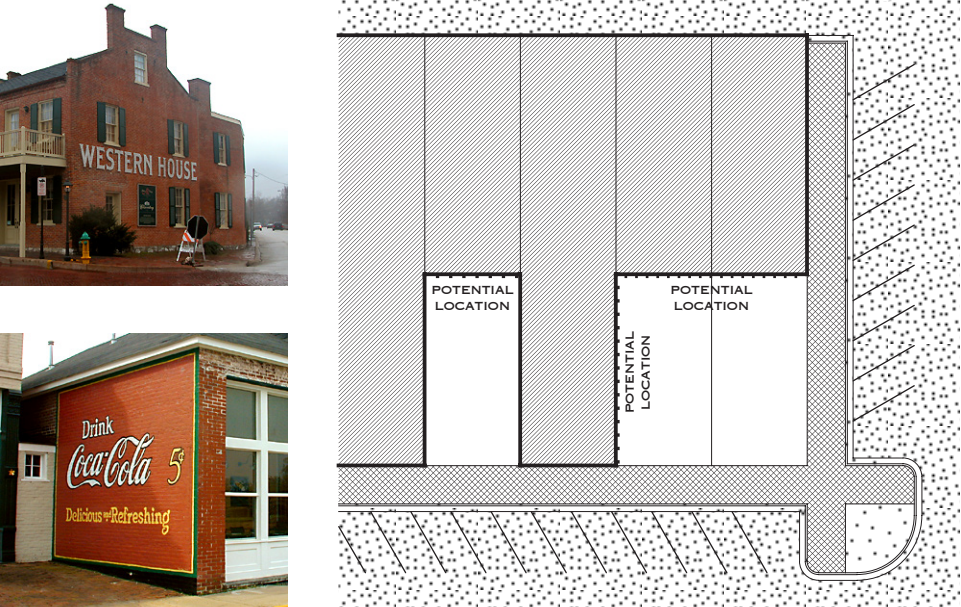 WESTERN HOUSE
Drink
Coca-Cola
5¢
Delicious and Refreshing
POTENTIAL
LOCATION
POTENTIAL
LOCATION
POTENTIAL
LOCATION